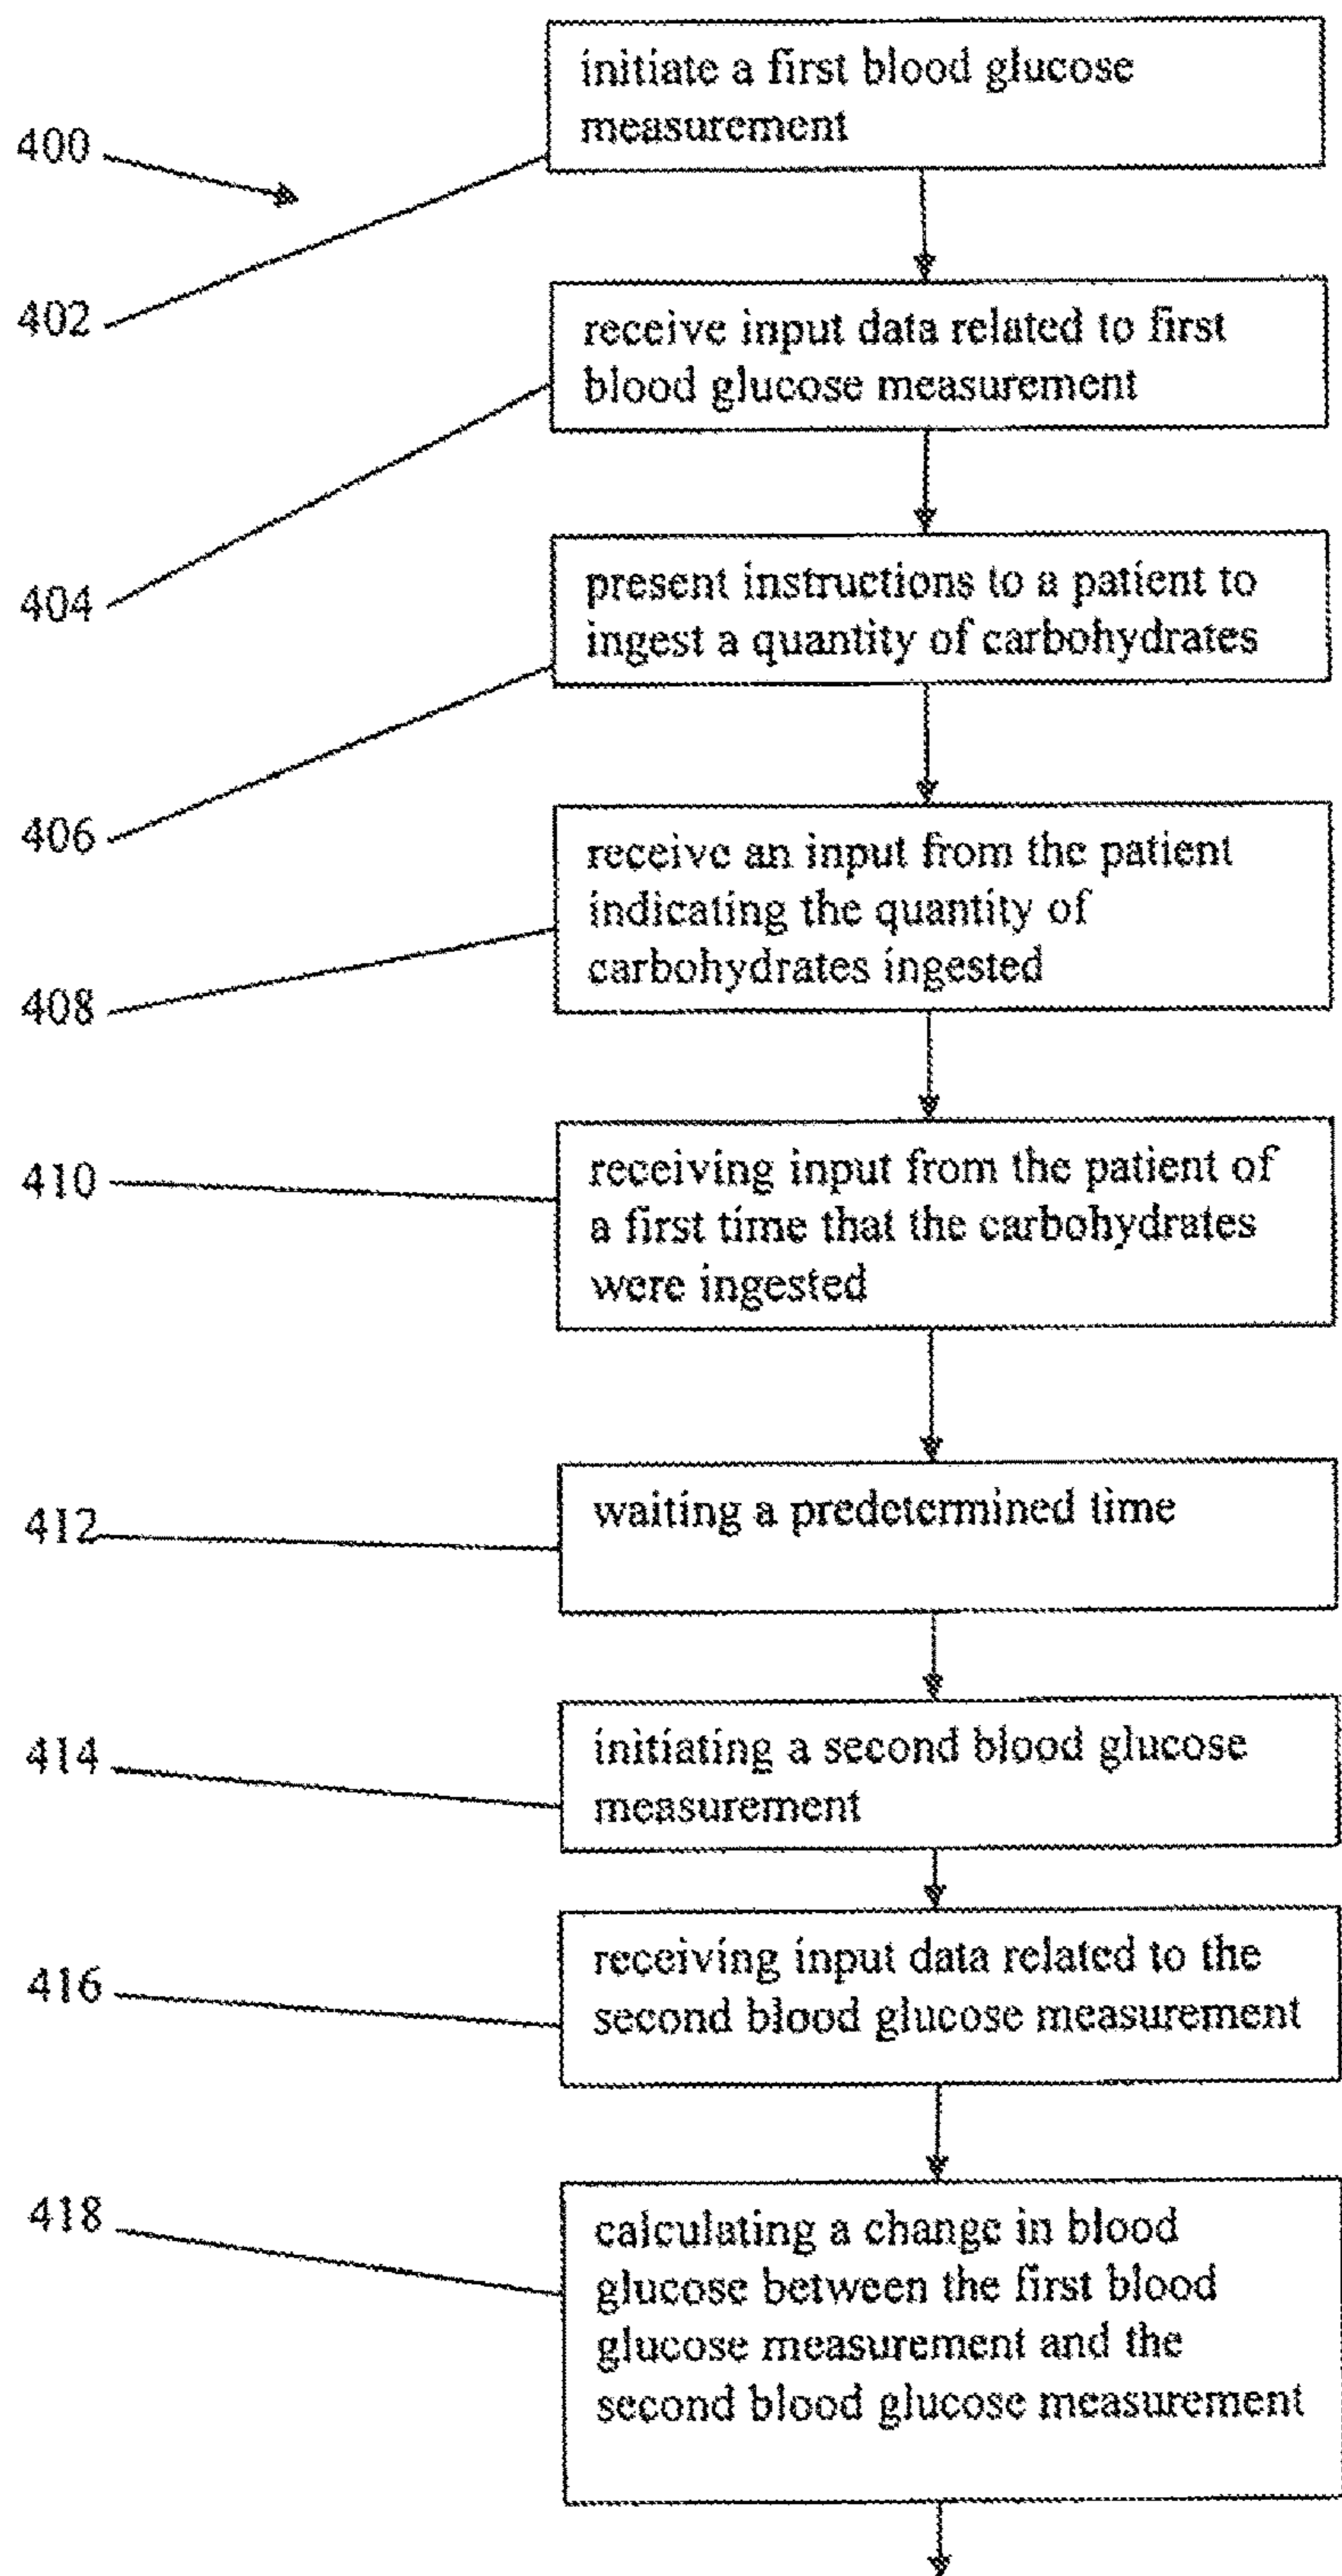 initiate a first blood glucose
measurement
400
402
receive input data related to first
blood glucose measurement
404
present instructions to a patient to
ingest a quantity of carbohydrates
406
receive an input from the patient
indicating the quantity of
carbohydrates ingested
408
410
receiving input from the patient of
a first time that the carbohydrates
were ingested
412
waiting a predetermined time
414
initiating a second blood glucose
measurement
416
receiving input data related to the
second blood glucose measurement
418
calculating a change in blood
glucose between the first blood
glucose measurement and the
second blood glucose measurement